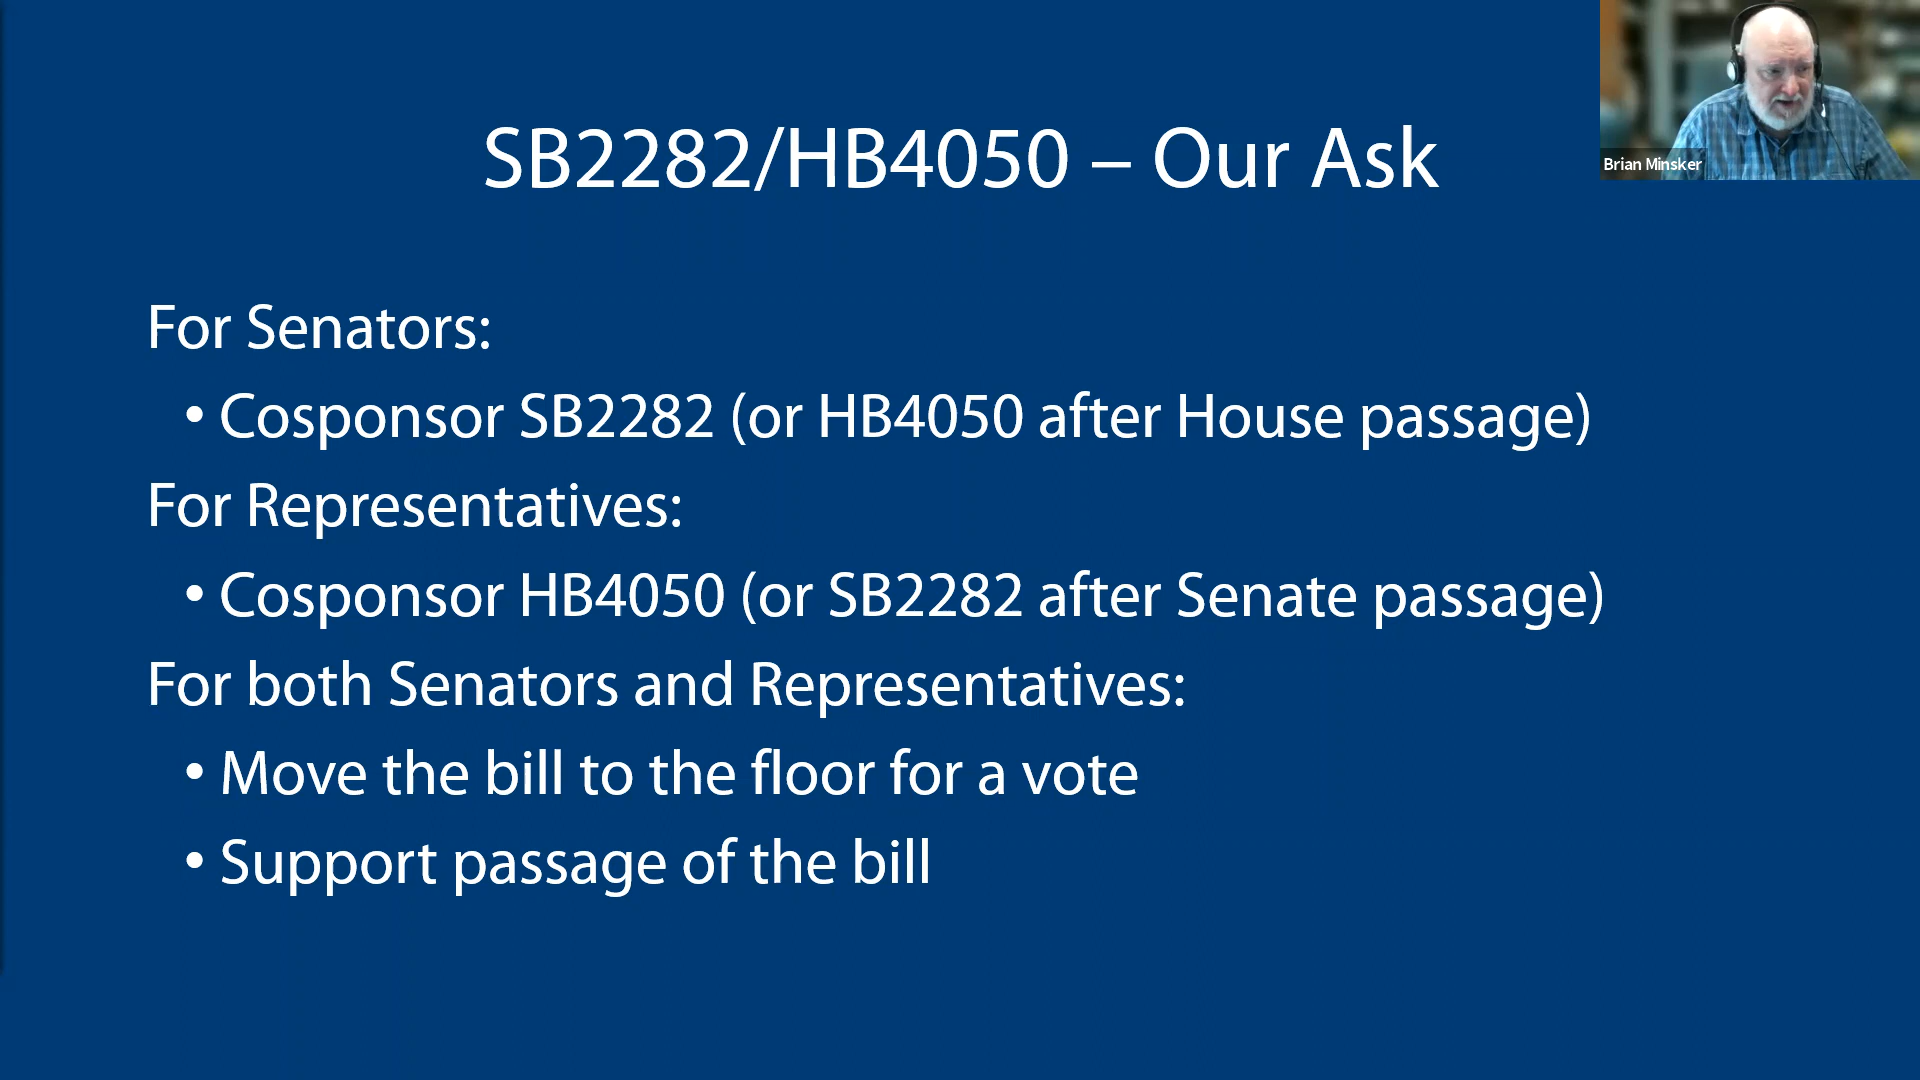 SB2282/HB4050 – Our Ask
Brian Minsker
For Senators:
• Cosponsor SB2282 (or HB4050 after House passage)
For Representatives:
• Cosponsor HB4050 (or SB2282 after Senate passage)
For both Senators and Representatives:
• Move the bill to the floor for a vote
• Support passage of the bill